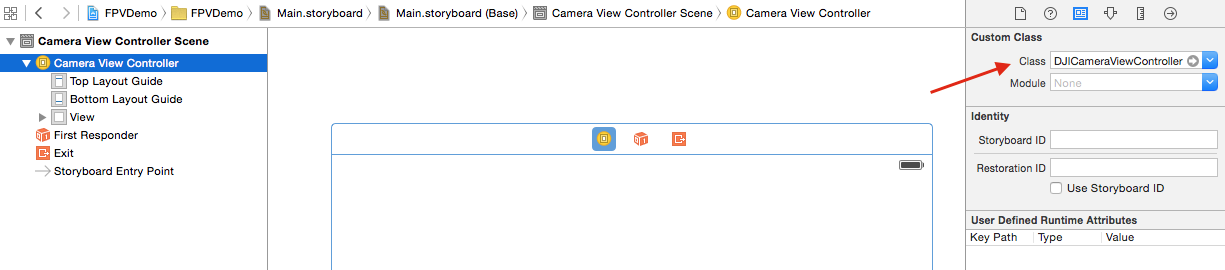 FPVDemo FPVDemo Main.storyboard Main.storyboard (Base) Camera View Controller Scene Camera View Controller
Camera View Controller Scene
Camera View Controller
Top Layout Guide
Bottom Layout Guide
View
First Responder
Exit
Storyboard Entry Point
Custom Class
Class DJICameraViewController
Module None
Identity
Storyboard ID
Restoration ID
Use Storyboard ID
User Defined Runtime Attributes
Key Path Type Value